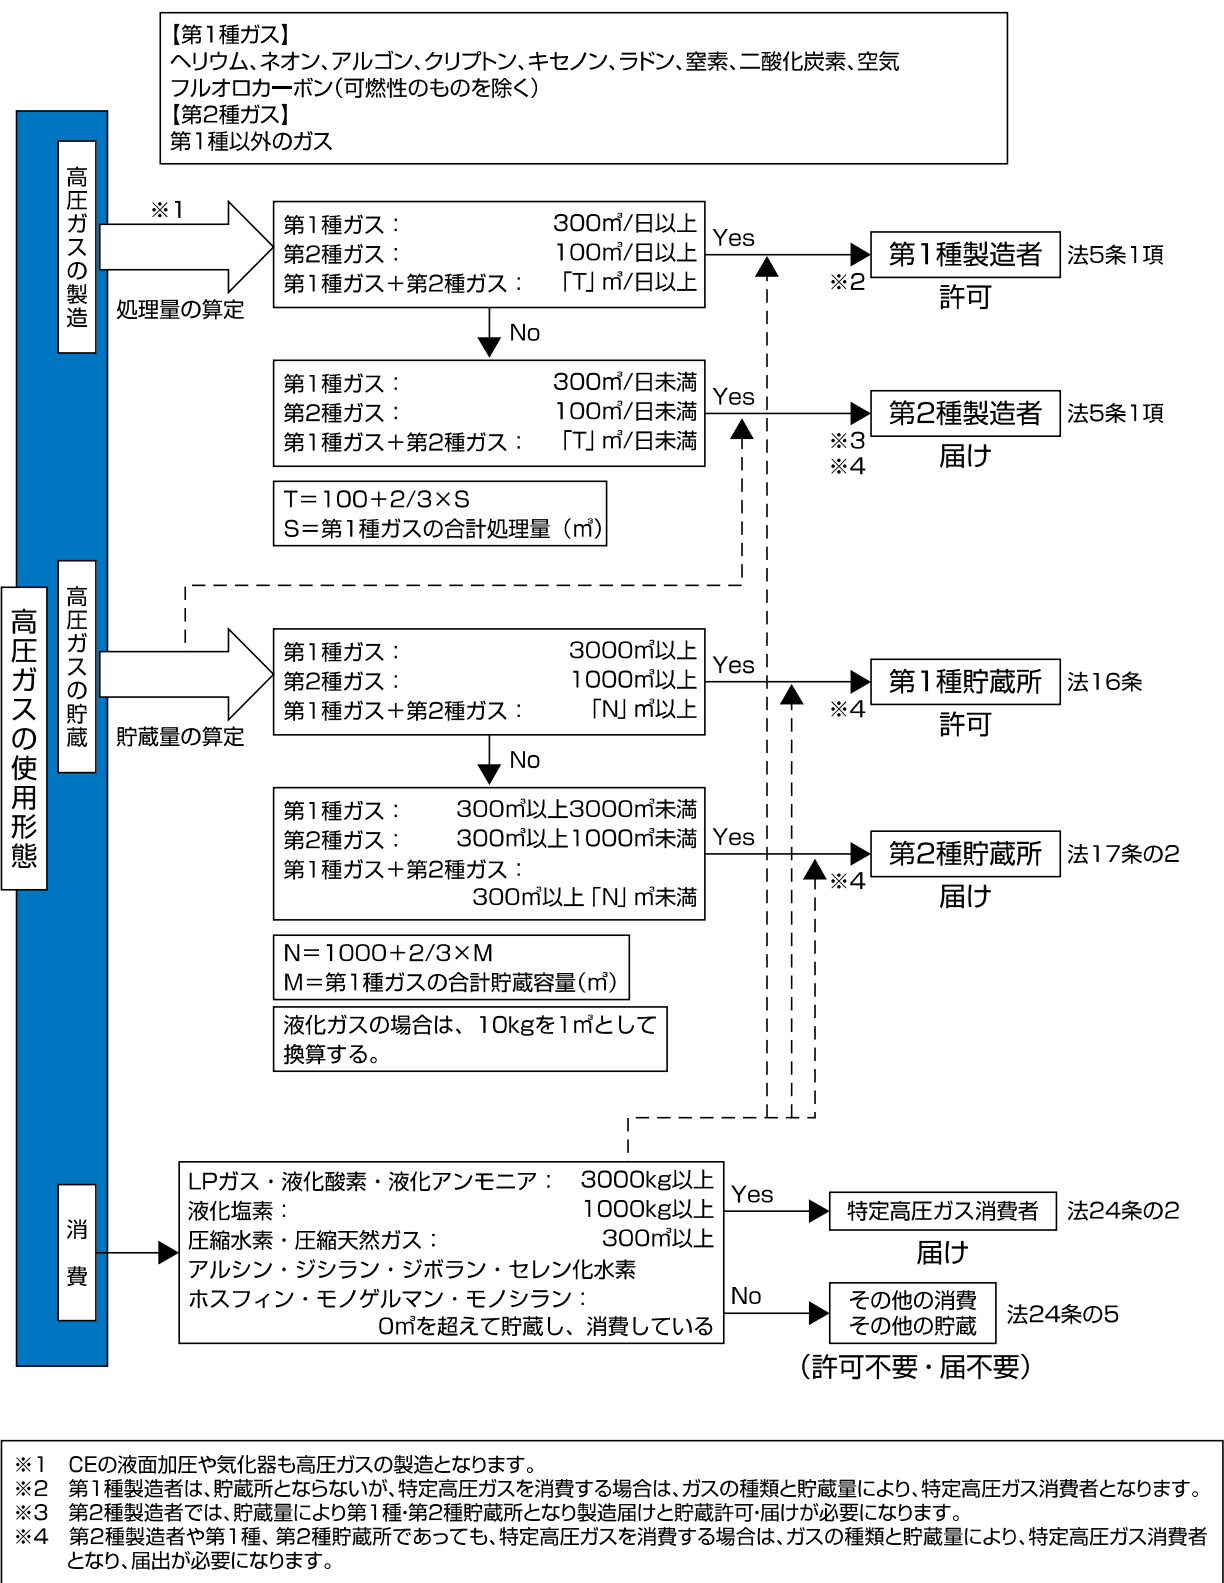 【第1種ガス】
ヘリウム、ネオン、アルゴン、クリプトン、キセノン、ラドン、窒素、二酸化炭素、空気
フルオロカーボン（可燃性のものを除く）
【第2種ガス】
第1種以外のガス
高圧ガスの使用形態
高圧ガスの製造
※1
処理量の算定
第1種ガス： 300㎥/日以上
第2種ガス： 100㎥/日以上
第1種ガス＋第2種ガス： 「T」㎥/日以上
Yes
※2
第1種製造者 法5条1項
許可
No
第1種ガス： 300㎥/日未満
第2種ガス： 100㎥/日未満
第1種ガス＋第2種ガス： 「T」㎥/日未満
Yes
※3
※4
第2種製造者 法5条1項
届け
T＝100＋2/3×S
S＝第1種ガスの合計処理量（㎥）
高圧ガスの貯蔵
貯蔵量の算定
第1種ガス： 3000㎥以上
第2種ガス： 1000㎥以上
第1種ガス＋第2種ガス： 「N」㎥以上
Yes
※4
第1種貯蔵所 法16条
許可
No
第1種ガス： 300㎥以上3000㎥未満
第2種ガス： 300㎥以上1000㎥未満
第1種ガス＋第2種ガス：
300㎥以上「N」㎥未満
Yes
※4
第2種貯蔵所 法17条の2
届け
N＝1000＋2/3×M
M＝第1種ガスの合計貯蔵容量（㎥）
液化ガスの場合は、10kgを1㎥として
換算する。
消費
LPガス・液化酸素・液化アンモニア： 3000kg以上
液化塩素： 1000kg以上
圧縮水素・圧縮天然ガス： 300㎥以上
アルシン・ジシラン・ジボラン・セレン化水素
ホスフィン・モノゲルマン・モノシラン：
0㎥を超えて貯蔵し、消費している
Yes
特定高圧ガス消費者 法24条の2
届け
No
その他の消費
その他の貯蔵
法24条の5
（許可不要・届不要）
※1 CEの液面加圧や気化器も高圧ガスの製造となります。
※2 第1種製造者は、貯蔵所とならないが、特定高圧ガスを消費する場合は、ガスの種類と貯蔵量により、特定高圧ガス消費者となります。
※3 第2種製造者では、貯蔵量により第1種・第2種貯蔵所となり製造届けと貯蔵許可・届けが必要になります。
※4 第2種製造者や第1種、第2種貯蔵所であっても、特定高圧ガスを消費する場合は、ガスの種類と貯蔵量により、特定高圧ガス消費者
となり、届出が必要になります。